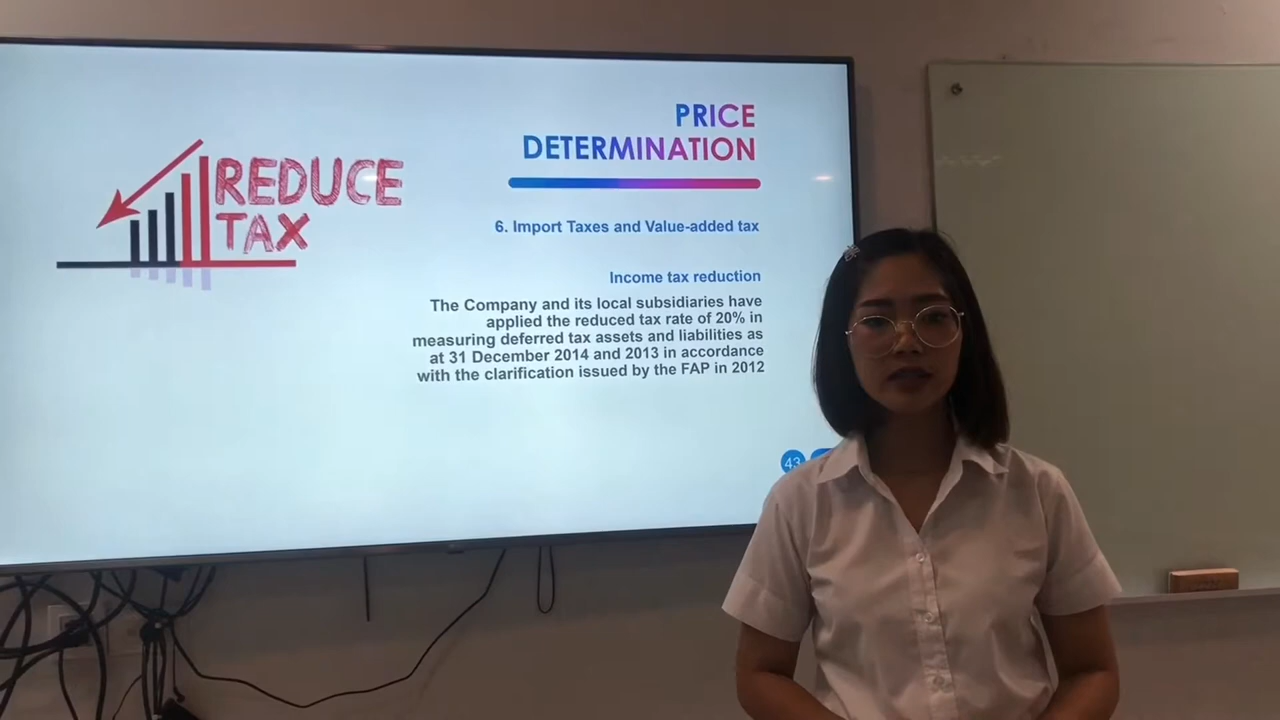 REDUCE
TAX
PRICE
DETERMINATION
6. Import Taxes and Value-added tax
Income tax reduction
The Company and its local subsidiaries have
applied the reduced tax rate of 20% in
measuring deferred tax assets and liabilities as
at 31 December 2014 and 2013 in accordance
with the clarification issued by the FAP in 2012
43